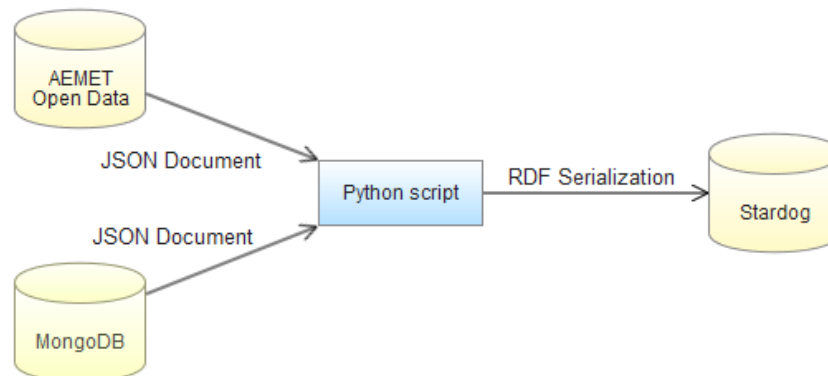 AEMET
Open Data
JSON Document
Python script
RDF Serialization
Stardog
JSON Document
MongoDB